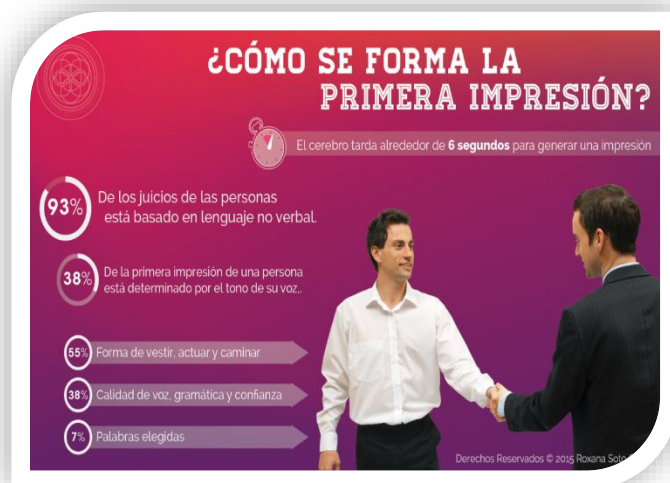 ¿CÓMO SE FORMA LA
PRIMERA IMPRESIÓN?
El cerebro tarda alrededor de 6 segundos para generar una impresión
93% De los juicios de las personas
está basado en lenguaje no verbal.
38% De la primera impresión de una persona
está determinado por el tono de su voz,.
55% Forma de vestir, actuar y caminar
38% Calidad de voz, gramática y confianza
7% Palabras elegidas
Derechos Reservados © 2015 Roxana Soto